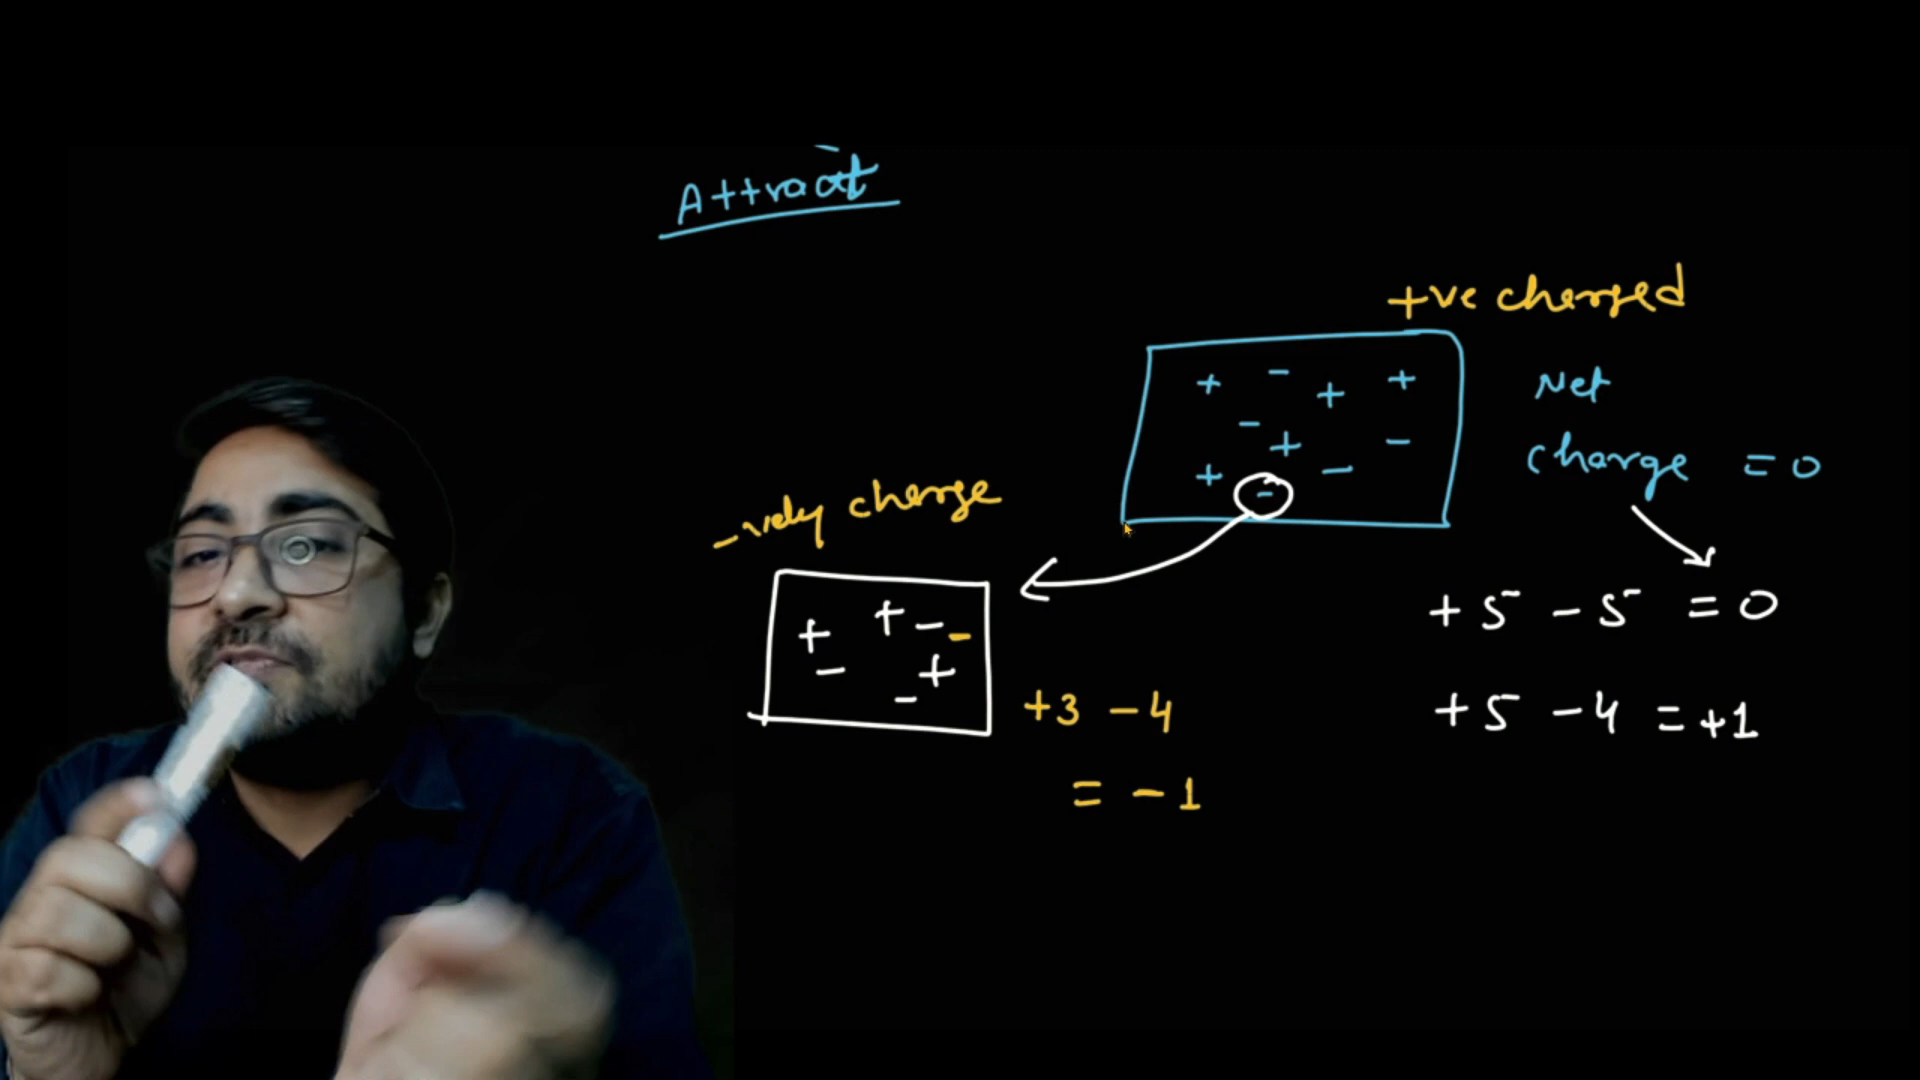 Attract
+ve charged
+ - + +
- + -
+ - -
Net
charge = 0
-vely charge
+ + - -
- +
-
+5 - 5 = 0
+3 - 4
= - 1
+5 - 4 = +1